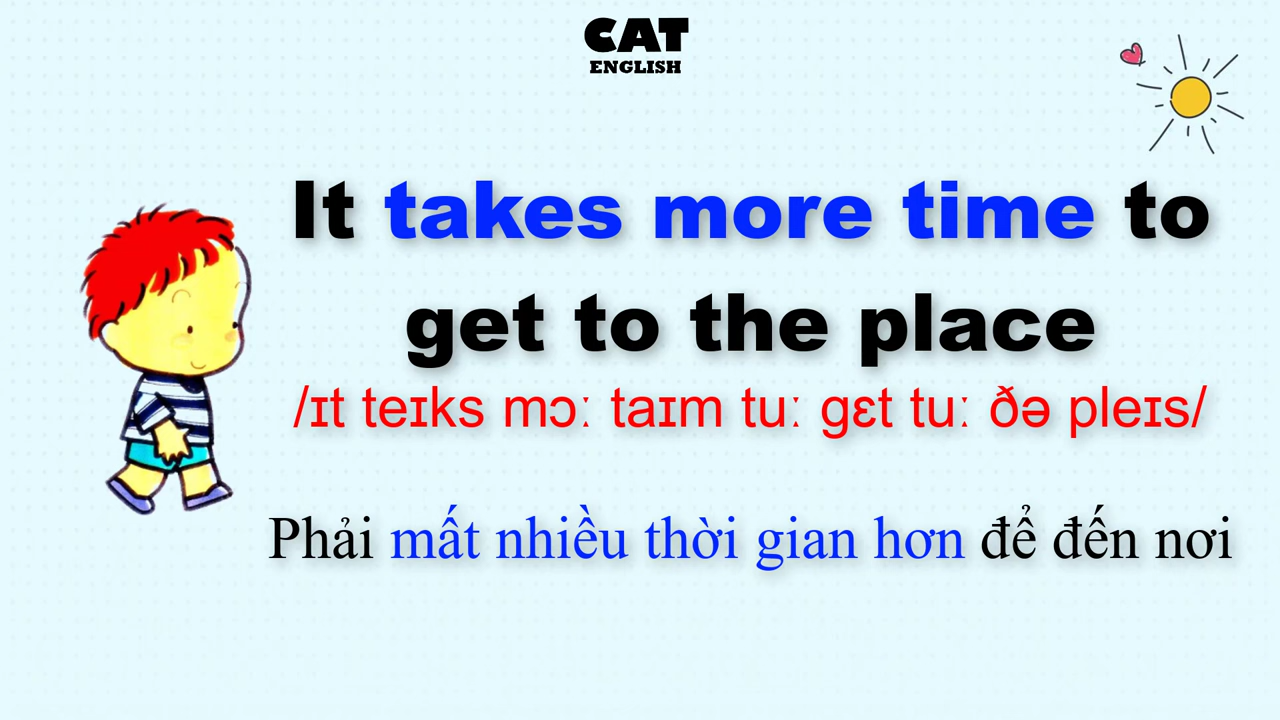 CAT
ENGLISH
It takes more time to
get to the place
/ɪt teɪks mɔː taɪm tuː gɛt tuː ðə pleɪs/
Phải mất nhiều thời gian hơn để đến nơi